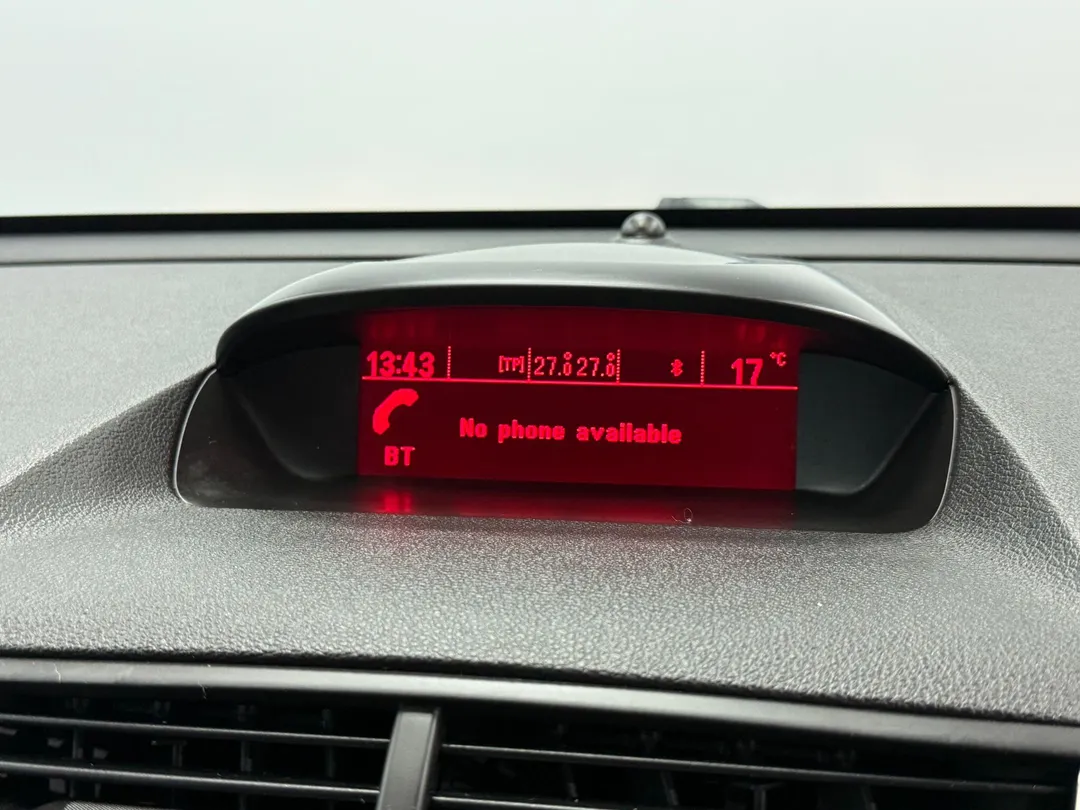 13:43 [TP] 27.0° 27.0° 17 °C
No phone available
BT